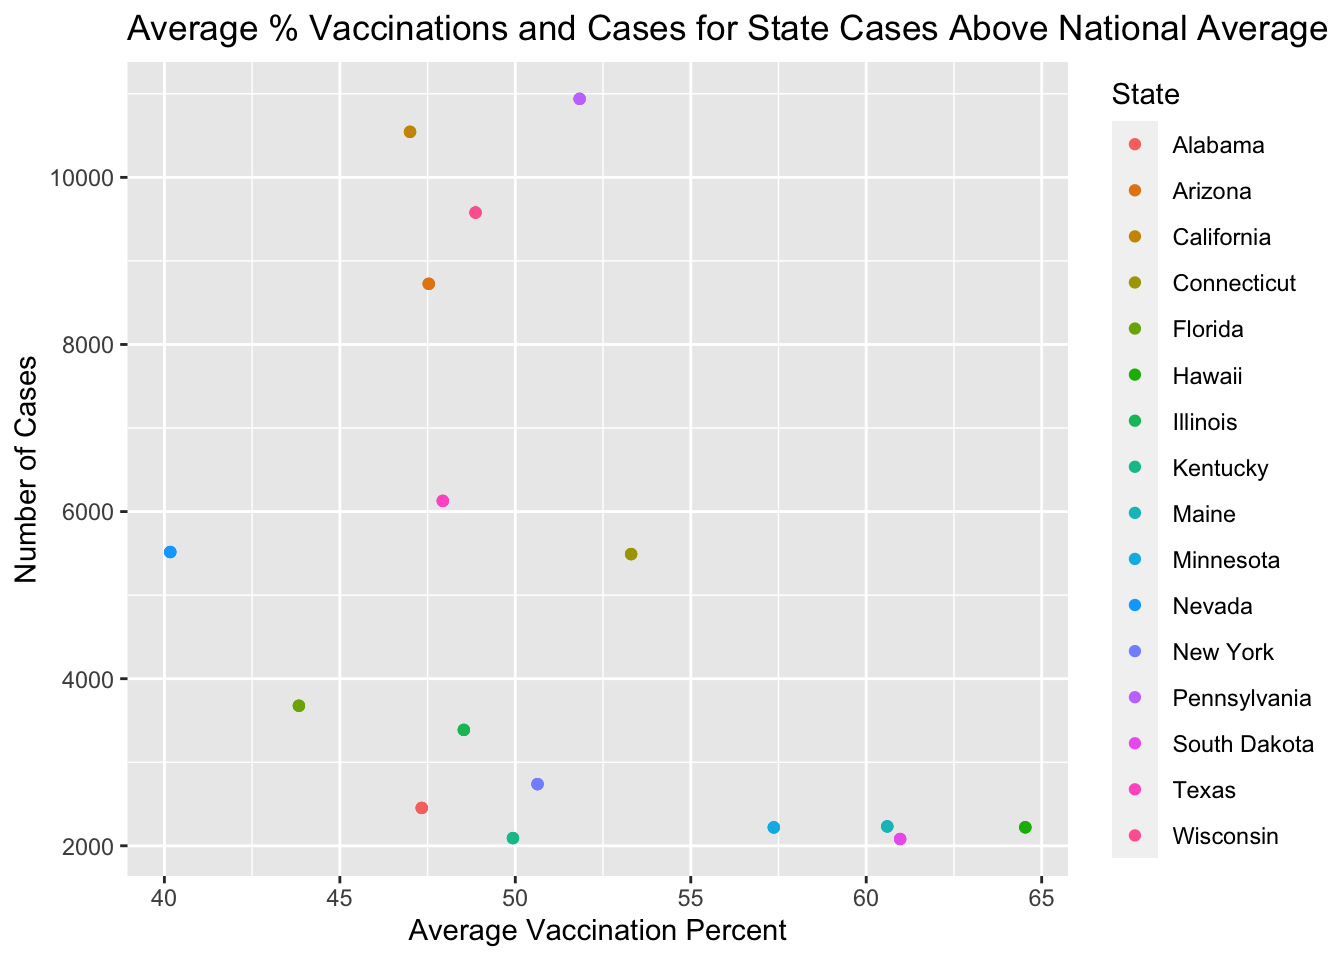 Average % Vaccinations and Cases for State Cases Above National Average
State
Alabama
Arizona
California
Connecticut
Florida
Hawaii
Illinois
Kentucky
Maine
Minnesota
Nevada
New York
Pennsylvania
South Dakota
Texas
Wisconsin
Number of Cases
10000
8000
6000
4000
2000
40 45 50 55 60 65
Average Vaccination Percent